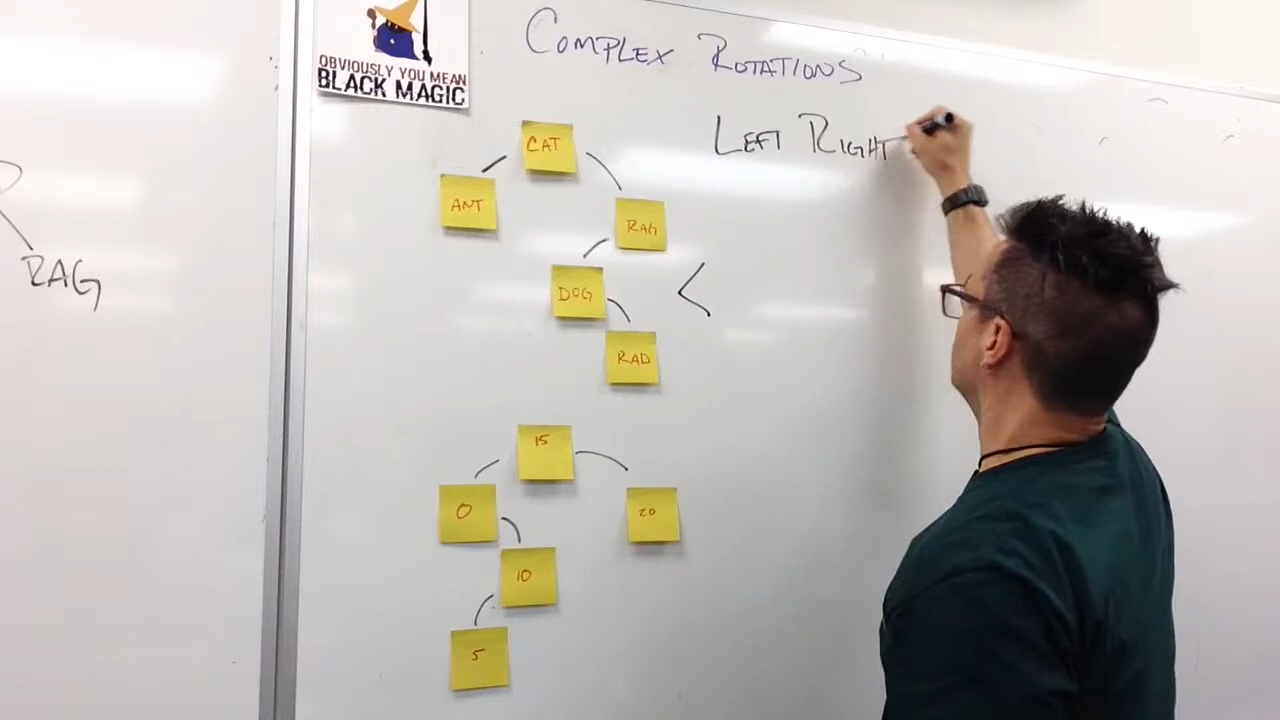 OBVIOUSLY YOU MEAN
BLACK MAGIC
COMPLEX ROTATIONS
LEFT RIGHT
CAT
ANT
RAG
RAG
DOG
<
RAD
15
0
20
10
5